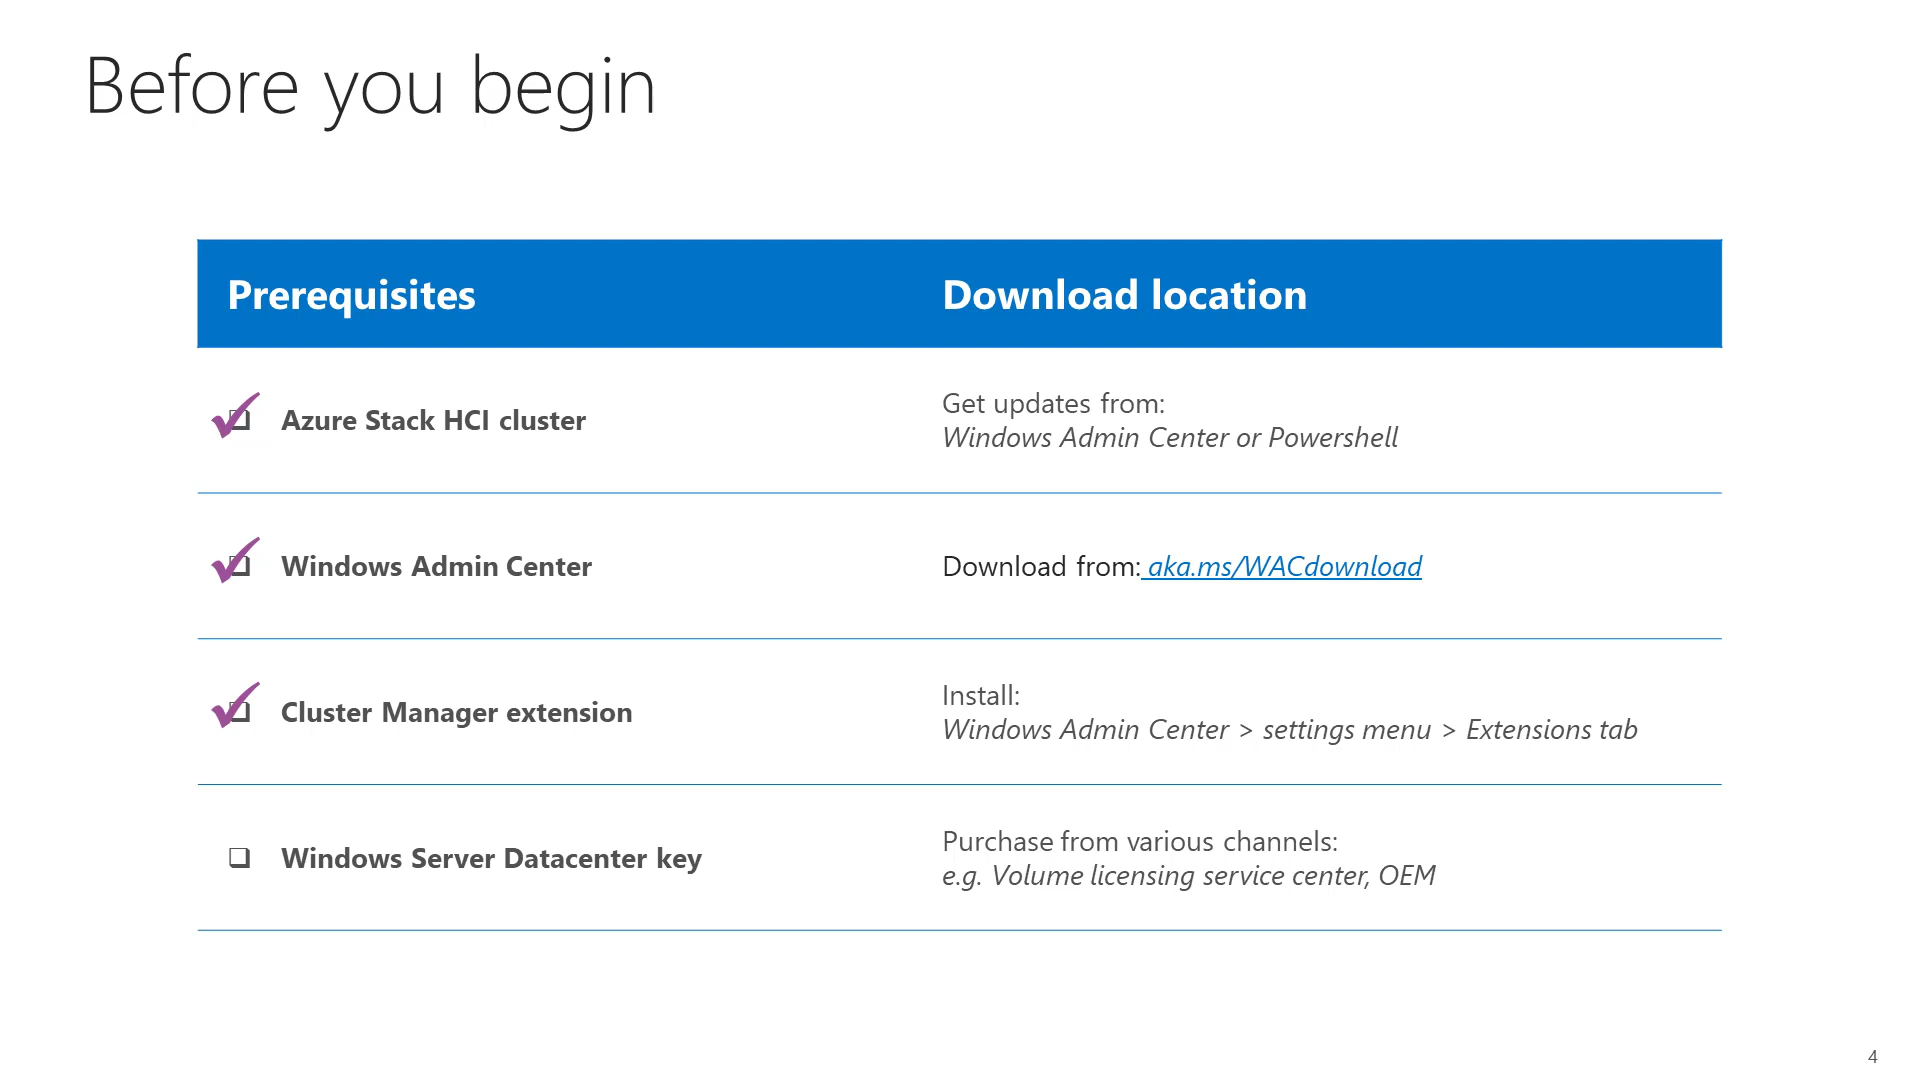 Before you begin
Prerequisites
Download location
Azure Stack HCI cluster
Get updates from:
Windows Admin Center or Powershell
Windows Admin Center
Download from: aka.ms/WACdownload
Cluster Manager extension
Install:
Windows Admin Center > settings menu > Extensions tab
Windows Server Datacenter key
Purchase from various channels:
e.g. Volume licensing service center, OEM
4